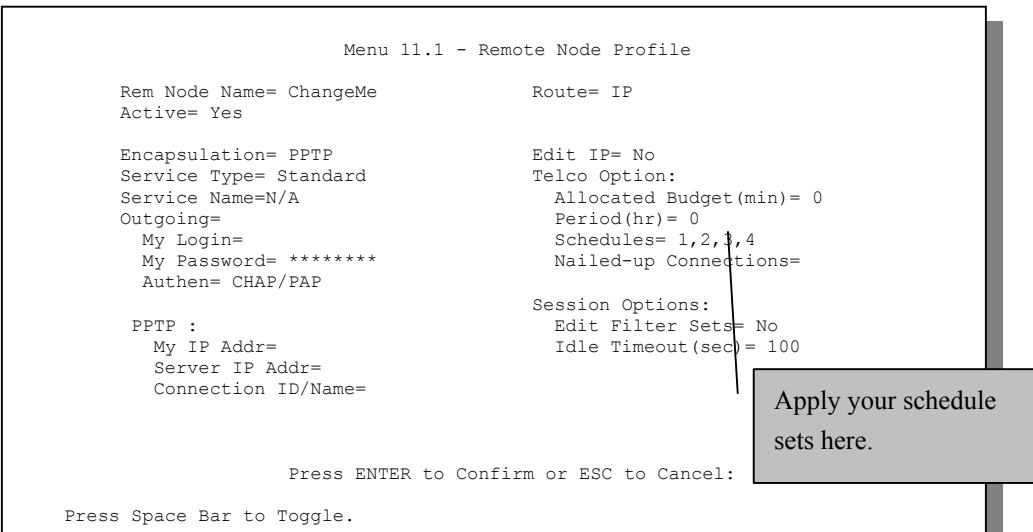 Menu 11.1 - Remote Node Profile
Rem Node Name= ChangeMe Route= IP
Active= Yes
Encapsulation= PPTP Edit IP= No
Service Type= Standard Telco Option:
Service Name=N/A Allocated Budget(min)= 0
Outgoing= Period(hr)= 0
My Login= Schedules= 1,2,3,4
My Password= ******** Nailed-up Connections=
Authen= CHAP/PAP
Session Options:
PPTP : Edit Filter Sets= No
My IP Addr= Idle Timeout(sec)= 100
Server IP Addr=
Connection ID/Name=
Apply your schedule
sets here.
Press ENTER to Confirm or ESC to Cancel:
Press Space Bar to Toggle.